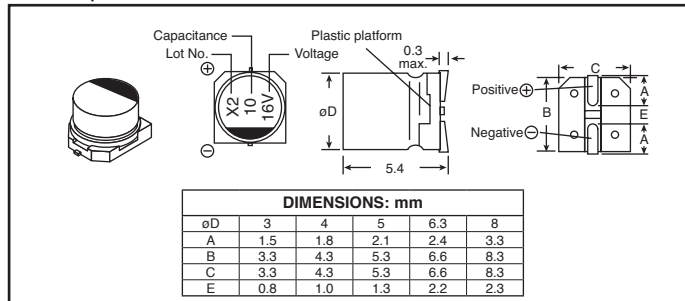 Capacitance
Lot No.
Voltage
Plastic platform
0.3
max.
⊕
X2
10
16V
⊖
øD
5.4
C
Positive ⊕
B
A
E
Negative ⊖
A
DIMENSIONS: mm
øD 3 4 5 6.3 8
A 1.5 1.8 2.1 2.4 3.3
B 3.3 4.3 5.3 6.6 8.3
C 3.3 4.3 5.3 6.6 8.3
E 0.8 1.0 1.3 2.2 2.3